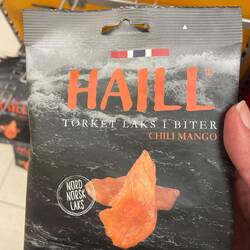 HAILL®
TØRKET LAKS I BITER
CHILI MANGO
NORD
NORSK
LAKS